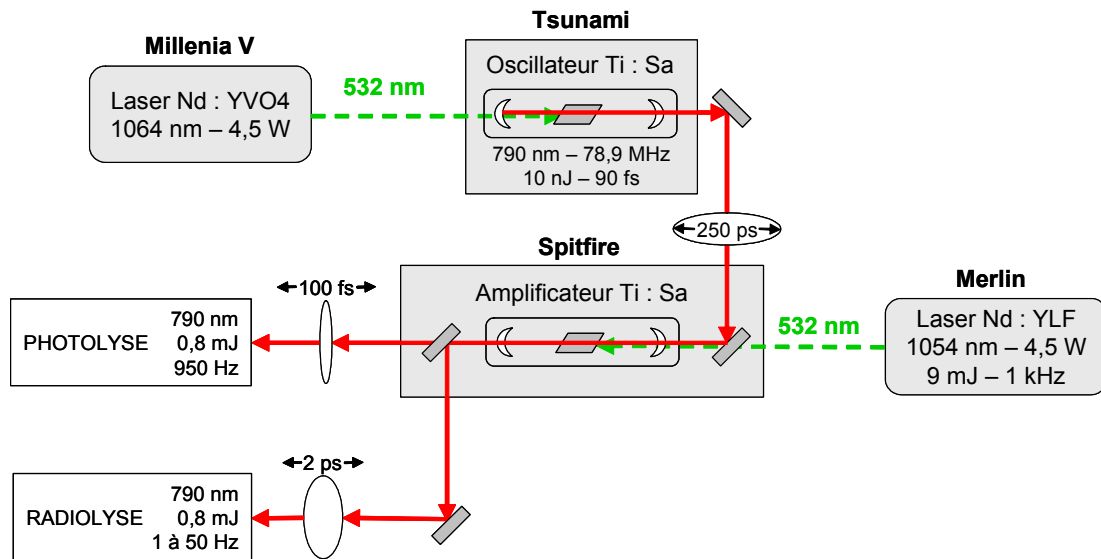 Tsunami
Millenia V
Oscillateur Ti : Sa
532 nm
Laser Nd : YVO4
1064 nm – 4,5 W
790 nm – 78,9 MHz
10 nJ – 90 fs
250 ps
Spitfire
Merlin
100 fs
Amplificateur Ti : Sa
532 nm
Laser Nd : YLF
1054 nm – 4,5 W
9 mJ – 1 kHz
PHOTOLYSE
790 nm
0,8 mJ
950 Hz
2 ps
RADIOLYSE
790 nm
0,8 mJ
1 à 50 Hz